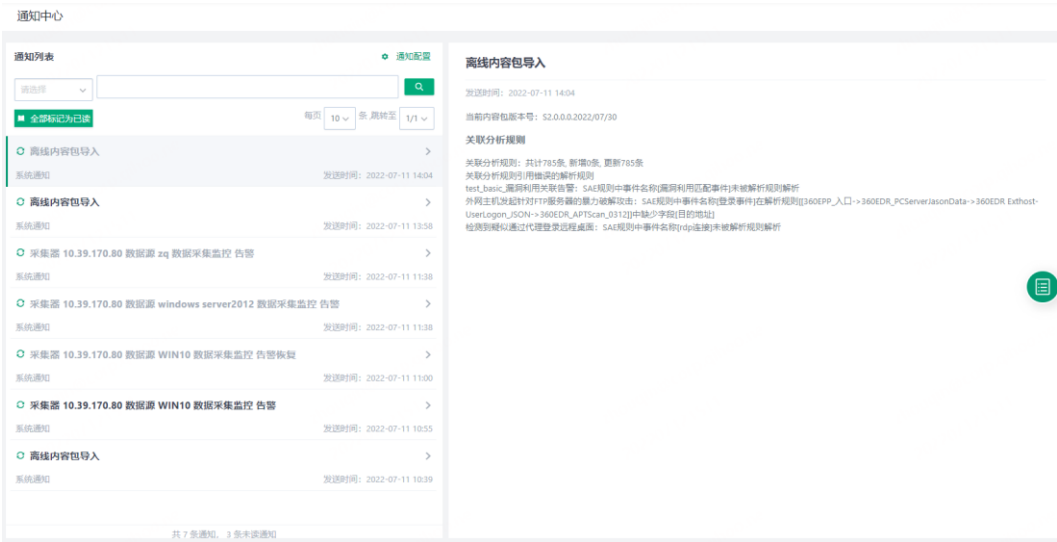 通知中心
通知列表
通知配置
请选择
全部标记为已读
每页 10 条,跳转至 1/1
离线内容包导入
系统通知 发送时间：2022-07-11 14:04
离线内容包导入
系统通知 发送时间：2022-07-11 13:58
采集器 10.39.170.80 数据源 zq 数据采集监控 告警
系统通知 发送时间：2022-07-11 11:38
采集器 10.39.170.80 数据源 windows server2012 数据采集监控 告警
系统通知 发送时间：2022-07-11 11:38
采集器 10.39.170.80 数据源 WIN10 数据采集监控 告警恢复
系统通知 发送时间：2022-07-11 11:00
采集器 10.39.170.80 数据源 WIN10 数据采集监控 告警
系统通知 发送时间：2022-07-11 10:55
离线内容包导入
系统通知 发送时间：2022-07-11 10:39
共 7 条通知、 3 条未读通知
离线内容包导入
发送时间：2022-07-11 14:04
当前内容包版本号：S2.0.0.0.2022/07/30
关联分析规则
关联分析规则：共计785条, 新增0条, 更新785条
关联分析规则引用错误的解析规则
test_basic_漏洞利用关联告警：SAE规则中事件名称[漏洞利用匹配事件]未被解析规则解析
外网主机发起针对FTP服务器的暴力破解攻击：SAE规则中事件名称[登录事件]在解析规则[[360EPP_入口->360EDR_PCServerJasonData->360EDR Exthost-
UserLogon_JSON->360EDR_APTScan_0312]]中缺少字段[目的地址]
检测到疑似通过代理登录远程桌面：SAE规则中事件名称[rdp连接]未被解析规则解析